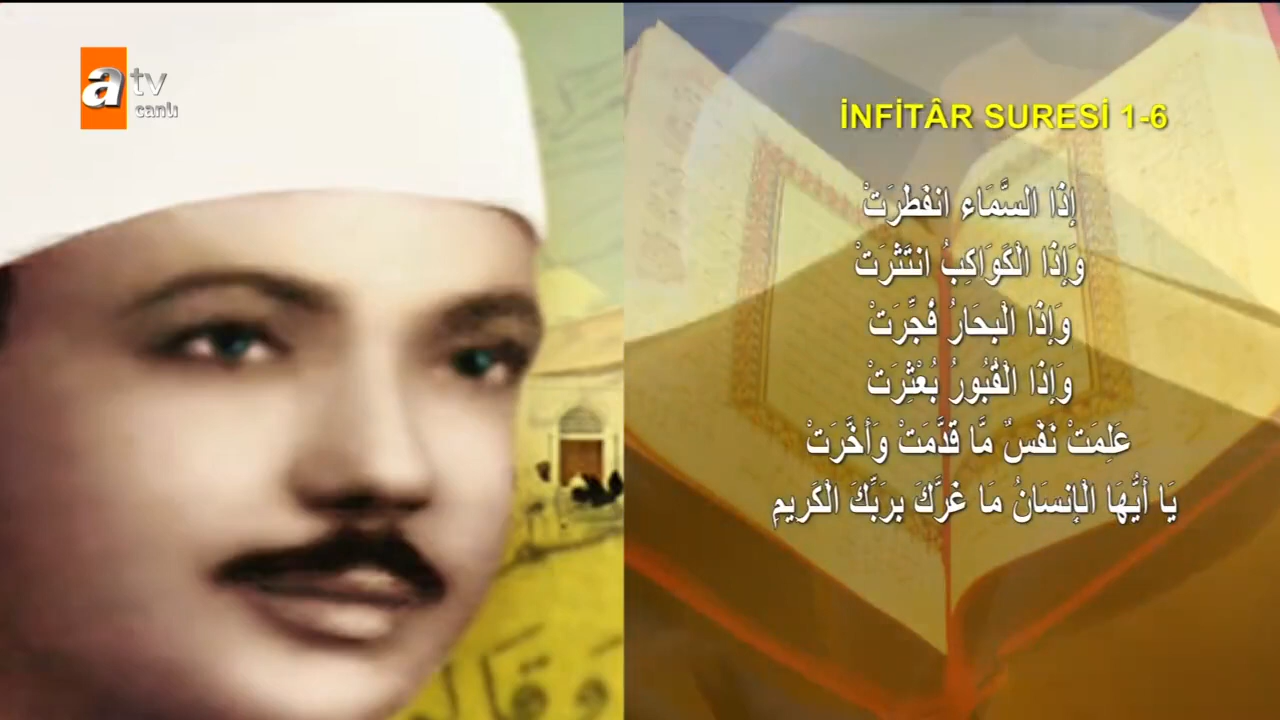 a tv
canlı
İNFİTÂR SURESİ 1-6
إِذَا السَّمَاء انفَطَرَتْ
وَإِذَا الْكَوَاكِبُ انتَثَرَتْ
وَإِذَا الْبِحَارُ فُجِّرَتْ
وَإِذَا الْقُبُورُ بُعْثِرَتْ
عَلِمَتْ نَفْسٌ مَّا قَدَّمَتْ وَأَخَّرَتْ
يَا أَيُّهَا الْإِنسَانُ مَا غَرَّكَ بِرَبِّكَ الْكَرِيمِ